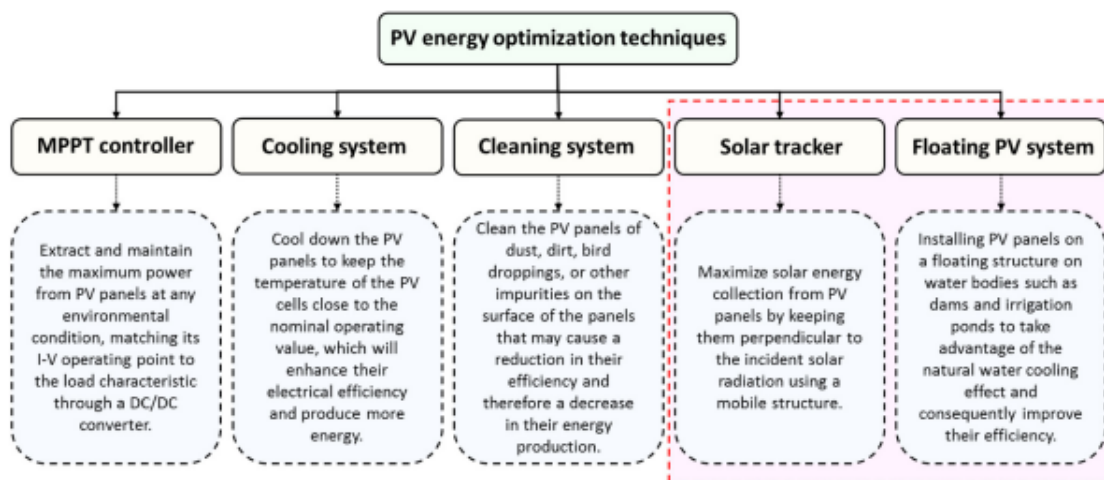 PV energy optimization techniques
MPPT controller
Cooling system
Cleaning system
Solar tracker
Floating PV system
Extract and maintain
the maximum power
from PV panels at any
environmental
condition, matching its
I-V operating point to
the load characteristic
through a DC/DC
converter.
Cool down the PV
panels to keep the
temperature of the PV
cells close to the
nominal operating
value, which will
enhance their
electrical efficiency
and produce more
energy.
Clean the PV panels of
dust, dirt, bird
droppings, or other
impurities on the
surface of the panels
that may cause a
reduction in their
efficiency and
therefore a decrease
in their energy
production.
Maximize solar energy
collection from PV
panels by keeping
them perpendicular to
the incident solar
radiation using a
mobile structure.
Installing PV panels on
a floating structure on
water bodies such as
dams and irrigation
ponds to take
advantage of the
natural water cooling
effect and
consequently improve
their efficiency.